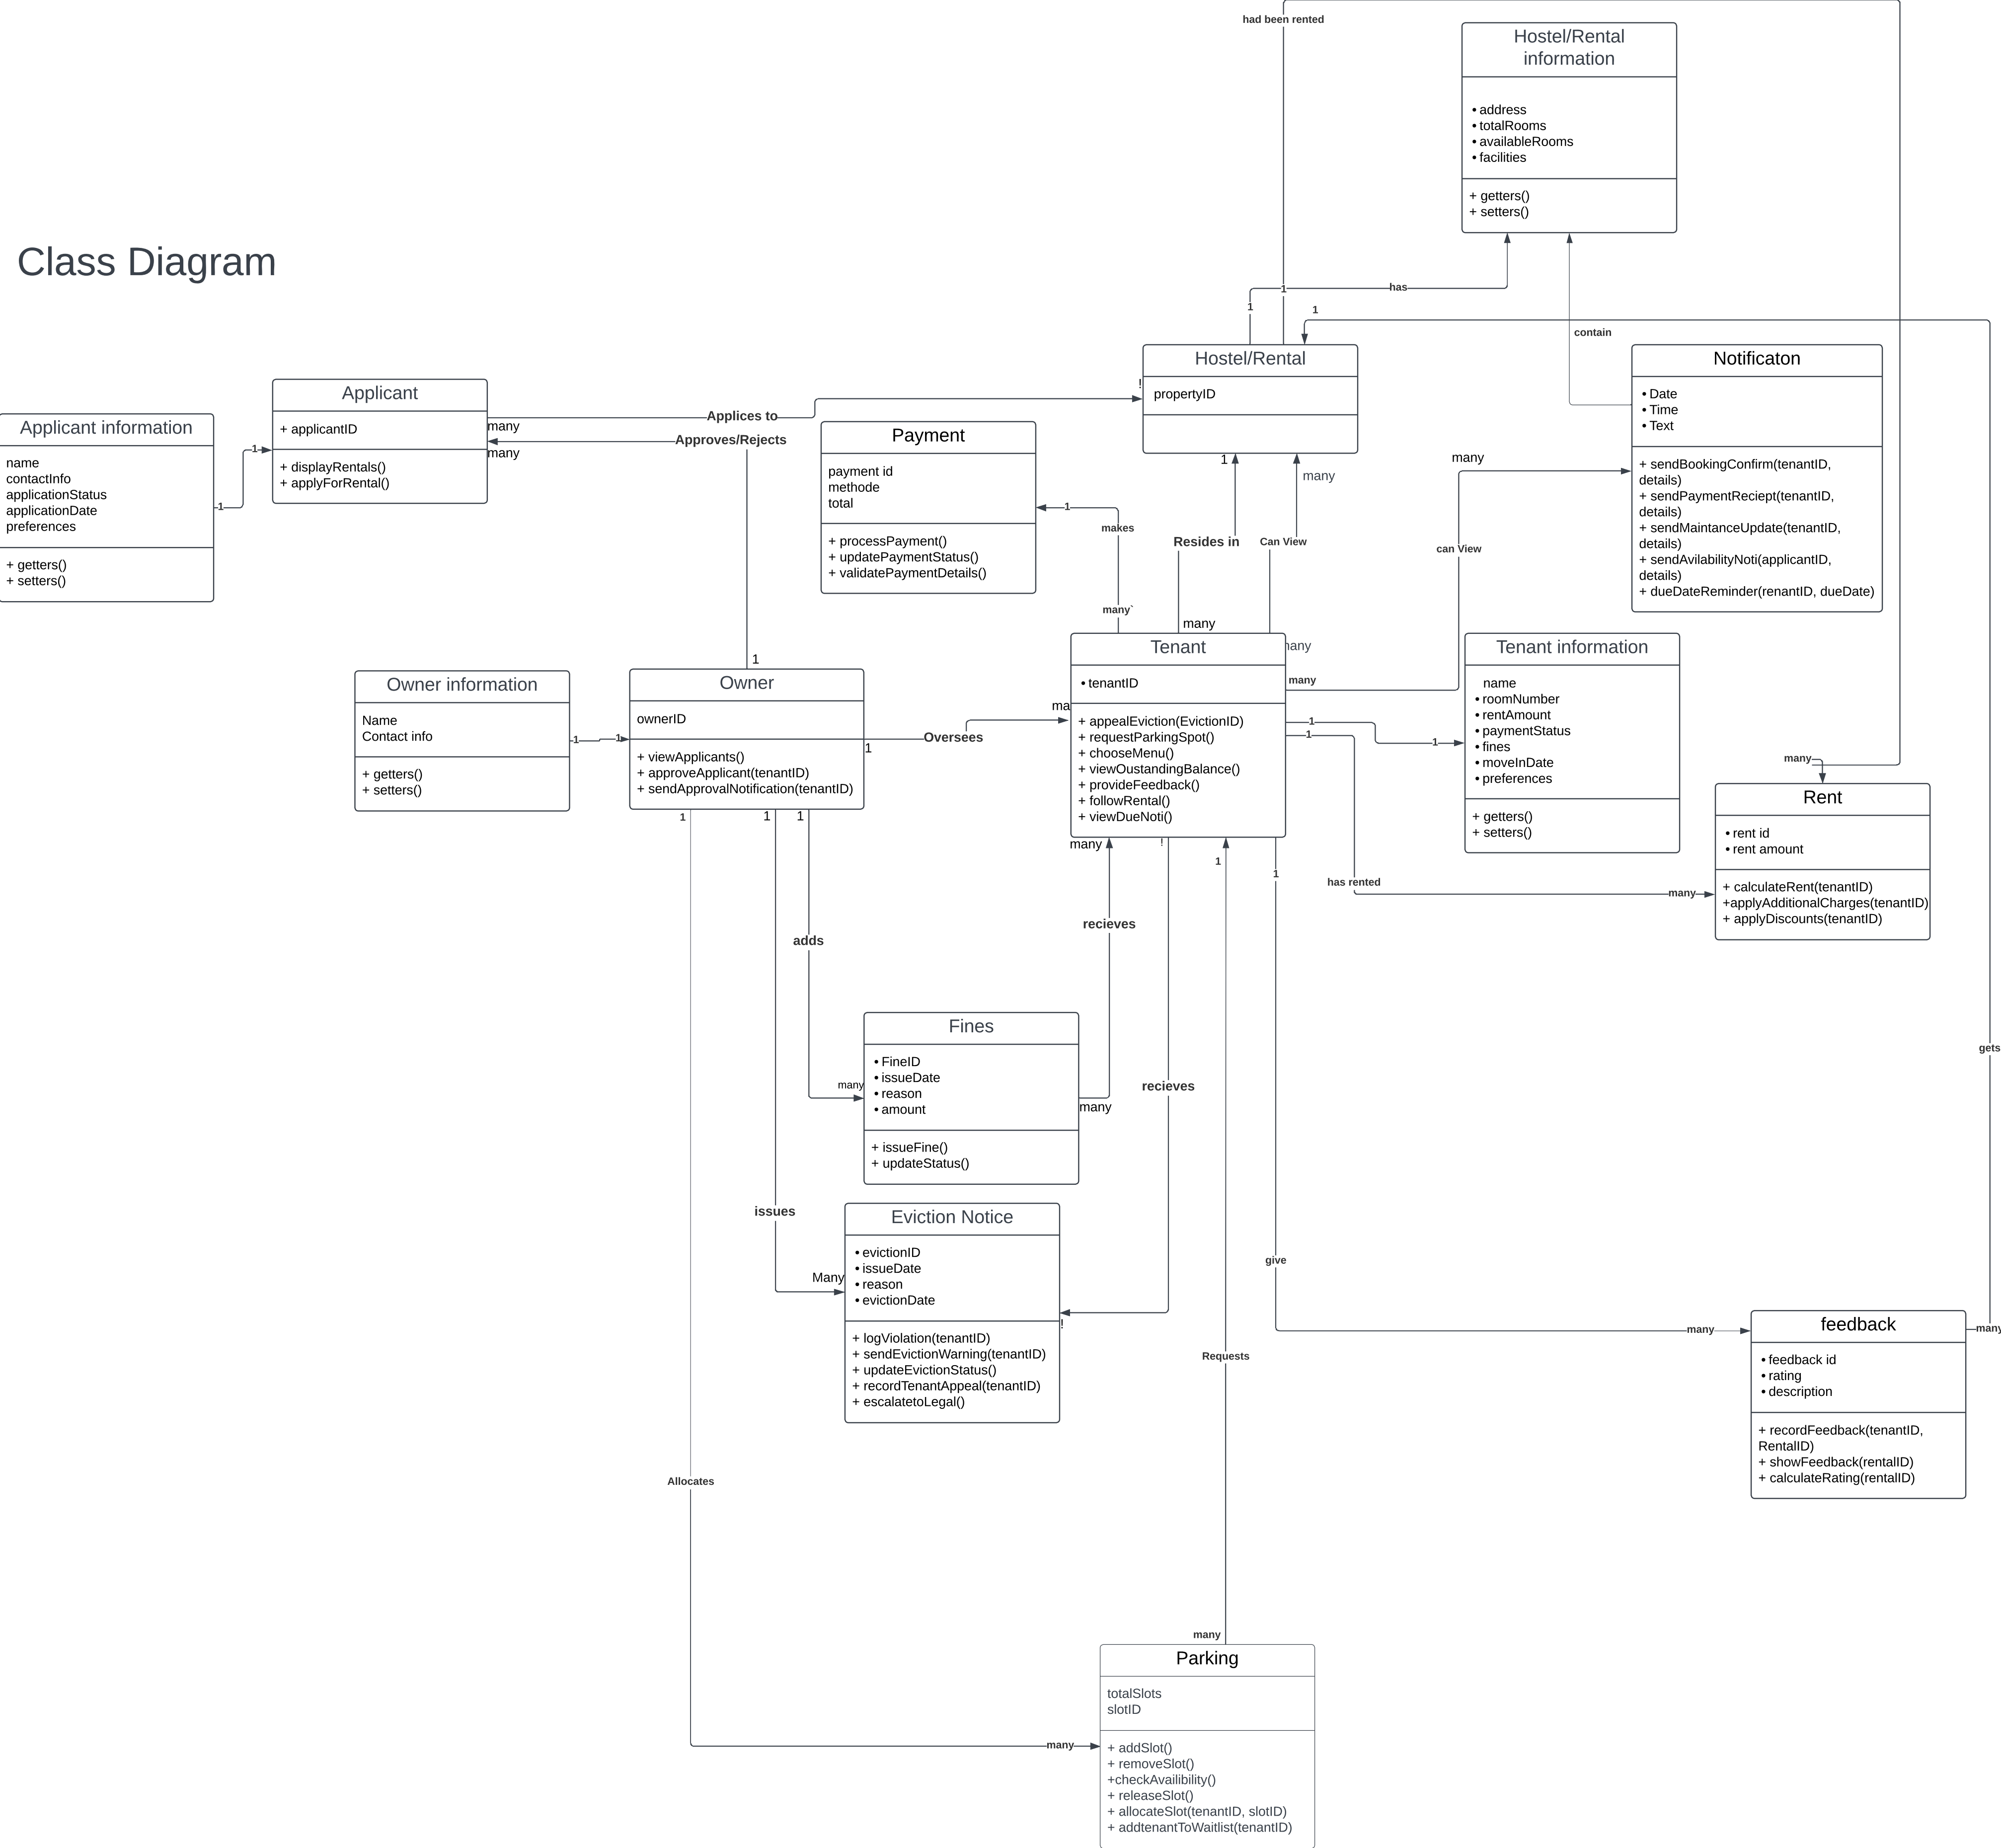 had been rented
Hostel/Rental
information
• address
• totalRooms
• availableRooms
• facilities
+ getters()
+ setters()
Class Diagram
has
1
1
1
contain
Hostel/Rental
propertyID
Notificaton
• Date
• Time
• Text
+ sendBookingConfirm(tenantID,
details)
+ sendPaymentReciept(tenantID,
details)
+ sendMaintanceUpdate(tenantID,
details)
+ sendAvilabilityNoti(applicantID,
details)
+ dueDateReminder(renantID, dueDate)
Applicant
+ applicantID
+ displayRentals()
+ applyForRental()
Applicant information
name
contactInfo
applicationStatus
applicationDate
preferences
+ getters()
+ setters()
1
1
many
Applices to
!
Approves/Rejects
many
1
Payment
payment id
methode
total
+ processPayment()
+ updatePaymentStatus()
+ validatePaymentDetails()
1
makes
many`
1
Resides in
many
many
Can View
many
can View
many
Tenant
• tenantID
+ appealEviction(EvictionID)
+ requestParkingSpot()
+ chooseMenu()
+ viewOustandingBalance()
+ provideFeedback()
+ followRental()
+ viewDueNoti()
Tenant information
name
• roomNumber
• rentAmount
• paymentStatus
• fines
• moveInDate
• preferences
+ getters()
+ setters()
1
1
1
has rented
many
Owner information
Name
Contact info
+ getters()
+ setters()
1
1
Owner
ownerID
+ viewApplicants()
+ approveApplicant(tenantID)
+ sendApprovalNotification(tenantID)
1
Oversees
ma
many
Rent
• rent id
• rent amount
+ calculateRent(tenantID)
+applyAdditionalCharges(tenantID)
+ applyDiscounts(tenantID)
1
1
1
many
!
1
1
adds
recieves
recieves
gets
Fines
• FineID
• issueDate
• reason
• amount
+ issueFine()
+ updateStatus()
many
many
issues
Many
Eviction Notice
• evictionID
• issueDate
• reason
• evictionDate
+ logViolation(tenantID)
+ sendEvictionWarning(tenantID)
+ updateEvictionStatus()
+ recordTenantAppeal(tenantID)
+ escalatetoLegal()
!
give
Requests
many
many
feedback
• feedback id
• rating
• description
+ recordFeedback(tenantID,
RentalID)
+ showFeedback(rentalID)
+ calculateRating(rentalID)
Allocates
many
many
Parking
totalSlots
slotID
+ addSlot()
+ removeSlot()
+checkAvailibility()
+ releaseSlot()
+ allocateSlot(tenantID, slotID)
+ addtenantToWaitlist(tenantID)